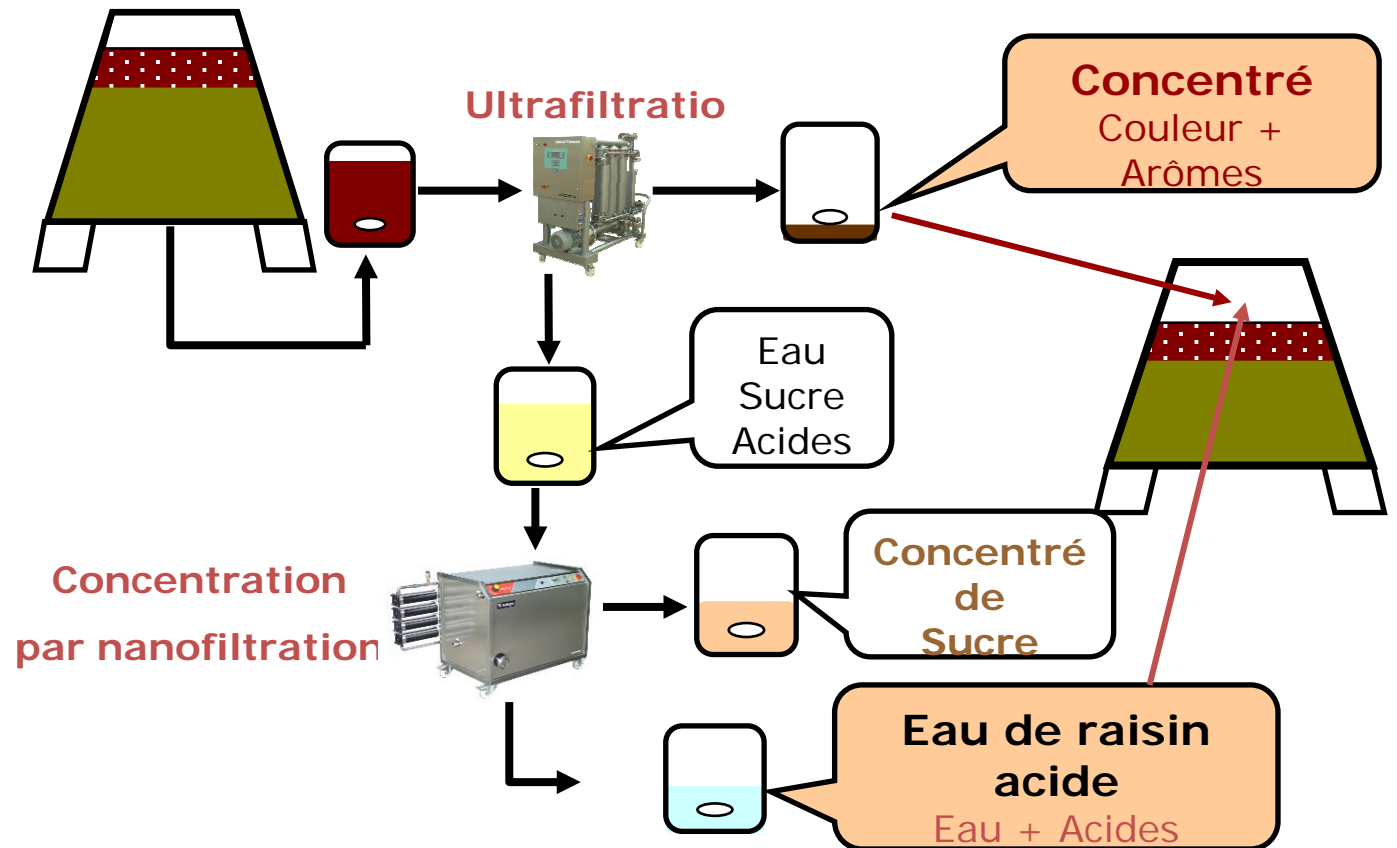 Ultrafiltratio
Concentré
Couleur +
Arômes
Eau
Sucre
Acides
Concentration
par nanofiltration
Concentré
de
Sucre
Eau de raisin
acide
Eau + Acides